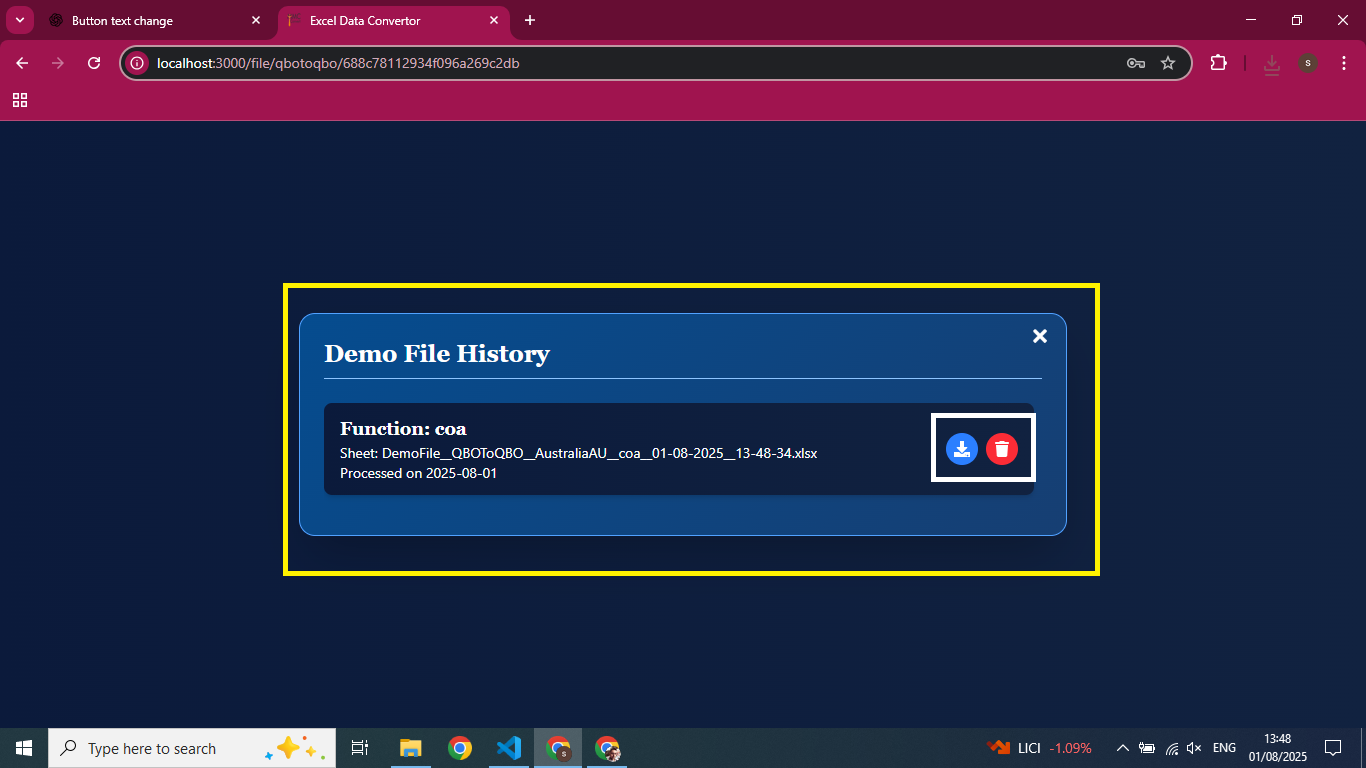 Button text change
Excel Data Convertor
localhost:3000/file/qbotoqbo/688c78112934f096a269c2db
s
Demo File History
Function: coa
Sheet: DemoFile__QBOToQBO__AustraliaAU__coa__01-08-2025__13-48-34.xlsx
Processed on 2025-08-01
Type here to search
s
LICI -1.09%
ENG
13:48
01/08/2025